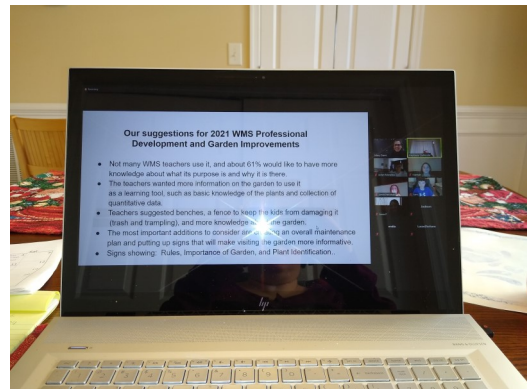 Our suggestions for 2021 WMS Professional
Development and Garden Improvements
● Not many WMS teachers use it, and about 61% would like to have more
knowledge about what its purpose is and why it is there.
● The teachers wanted more information on the garden to use it
as a learning tool, such as basic knowledge of the plants and collection of
quantitative data.
● Teachers suggested benches, a fence to keep the kids from damaging it
(trash and trampling), and more knowledge garden.
● The most important additions to consider an overall maintenance
plan and putting up signs that will make visiting the garden more informative.
● Signs showing: Rules, Importance of Garden, and Plant Identification.
hp